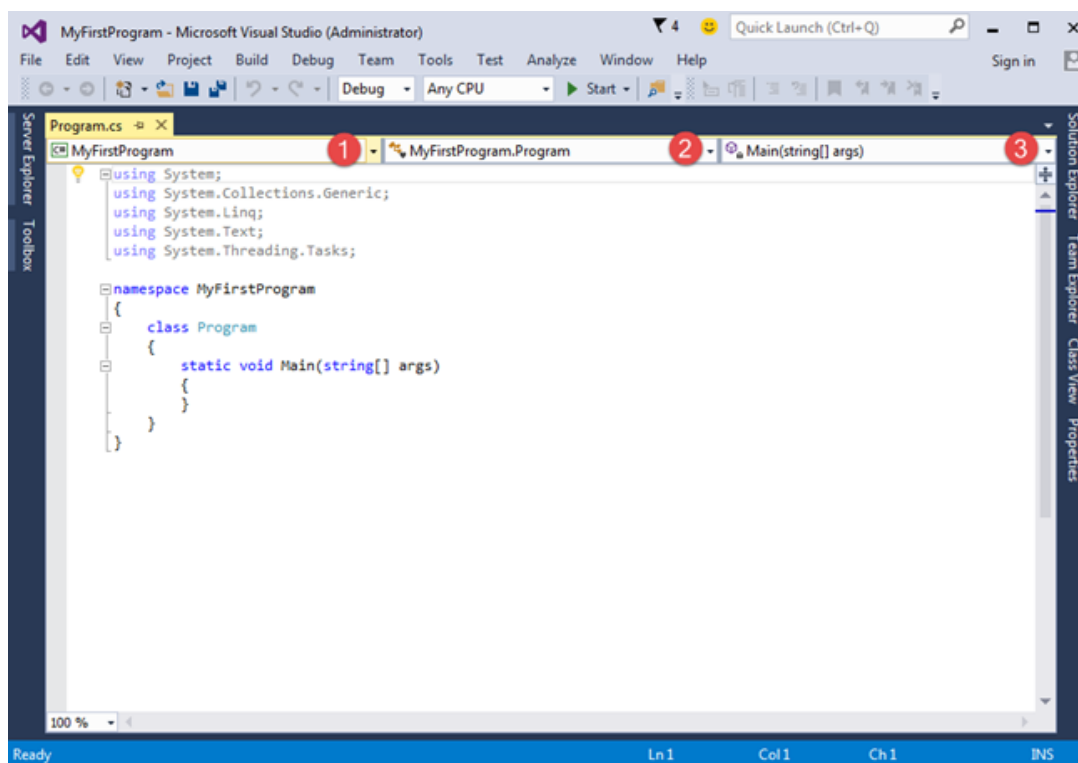 MyFirstProgram - Microsoft Visual Studio (Administrator) 4 Quick Launch (Ctrl+Q)
File Edit View Project Build Debug Team Tools Test Analyze Window Help Sign in
Debug Any CPU Start
Server Explorer
Toolbox
Program.cs
MyFirstProgram 1 MyFirstProgram.Program 2 Main(string[] args) 3
using System;
using System.Collections.Generic;
using System.Linq;
using System.Text;
using System.Threading.Tasks;
namespace MyFirstProgram
{
class Program
{
static void Main(string[] args)
{
}
}
}
Solution Explorer
Team Explorer
Class View
Properties
100 %
Ready Ln 1 Col 1 Ch 1 INS